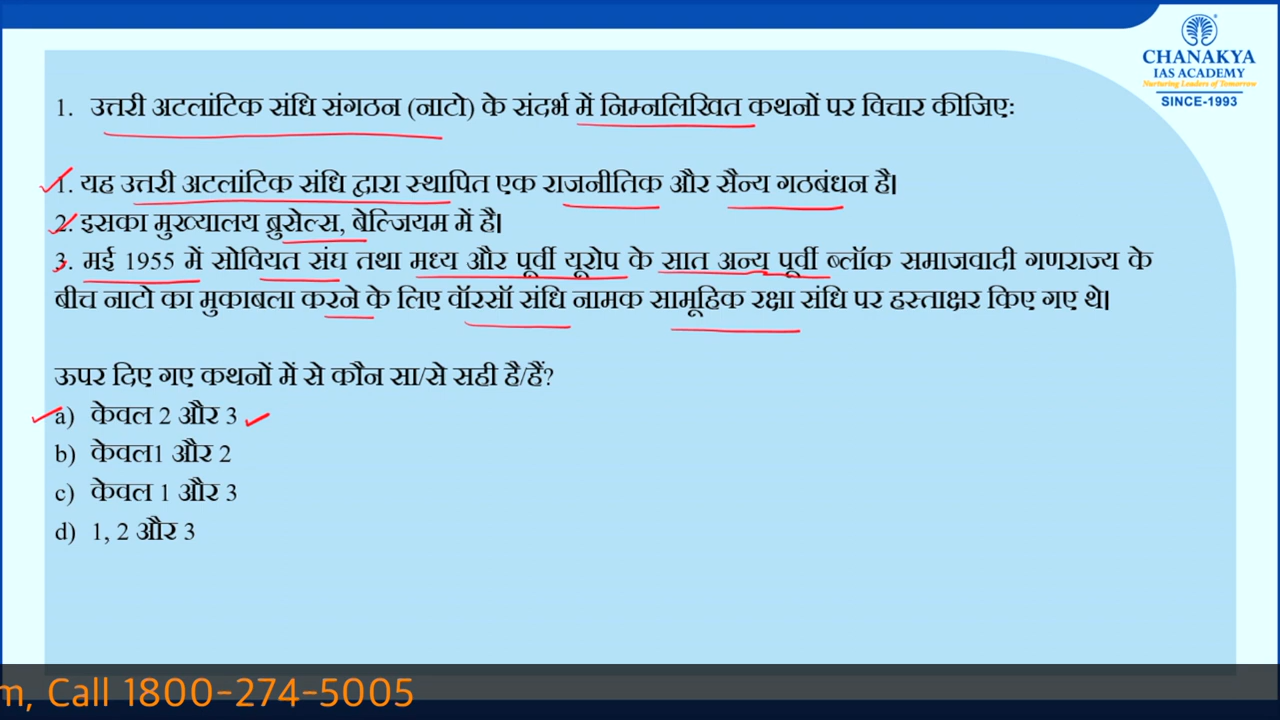 CHANAKYA
IAS ACADEMY
Nurturing Leaders of Tomorrow
SINCE-1993
1. उत्तरी अटलांटिक संधि संगठन (नाटो) के संदर्भ में निम्नलिखित कथनों पर विचार कीजिए:
1. यह उत्तरी अटलांटिक संधि द्वारा स्थापित एक राजनीतिक और सैन्य गठबंधन है।
2. इसका मुख्यालय ब्रुसेल्स, बेल्जियम में है।
3. मई 1955 में सोवियत संघ तथा मध्य और पूर्वी यूरोप के सात अन्य पूर्वी ब्लॉक समाजवादी गणराज्य के
बीच नाटो का मुकाबला करने के लिए वॉरसॉ संधि नामक सामूहिक रक्षा संधि पर हस्ताक्षर किए गए थे।
ऊपर दिए गए कथनों में से कौन सा/से सही है/हैं?
a) केवल 2 और 3
b) केवल1 और 2
c) केवल 1 और 3
d) 1, 2 और 3
m, Call 1800-274-5005